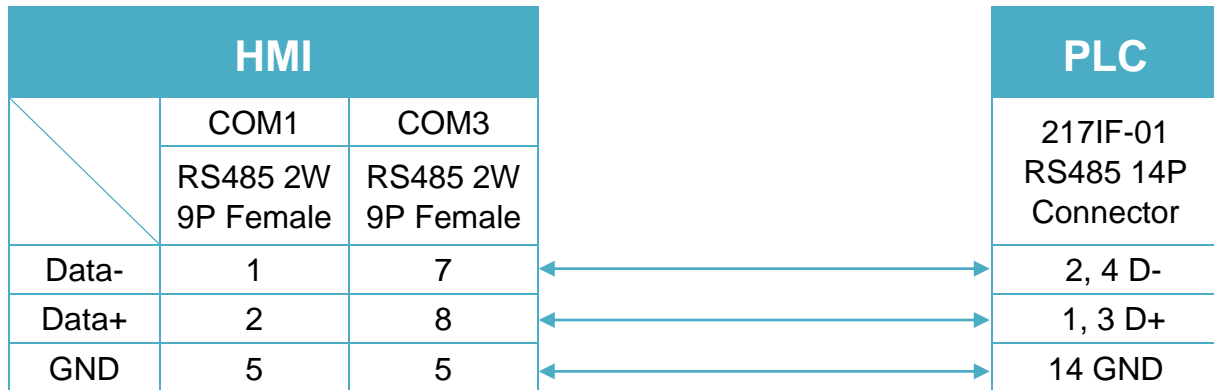 HMI PLC
COM1 COM3
RS485 2W
9P Female
RS485 2W
9P Female
217IF-01
RS485 14P
Connector
Data- 1 7 2, 4 D-
Data+ 2 8 1, 3 D+
GND 5 5 14 GND